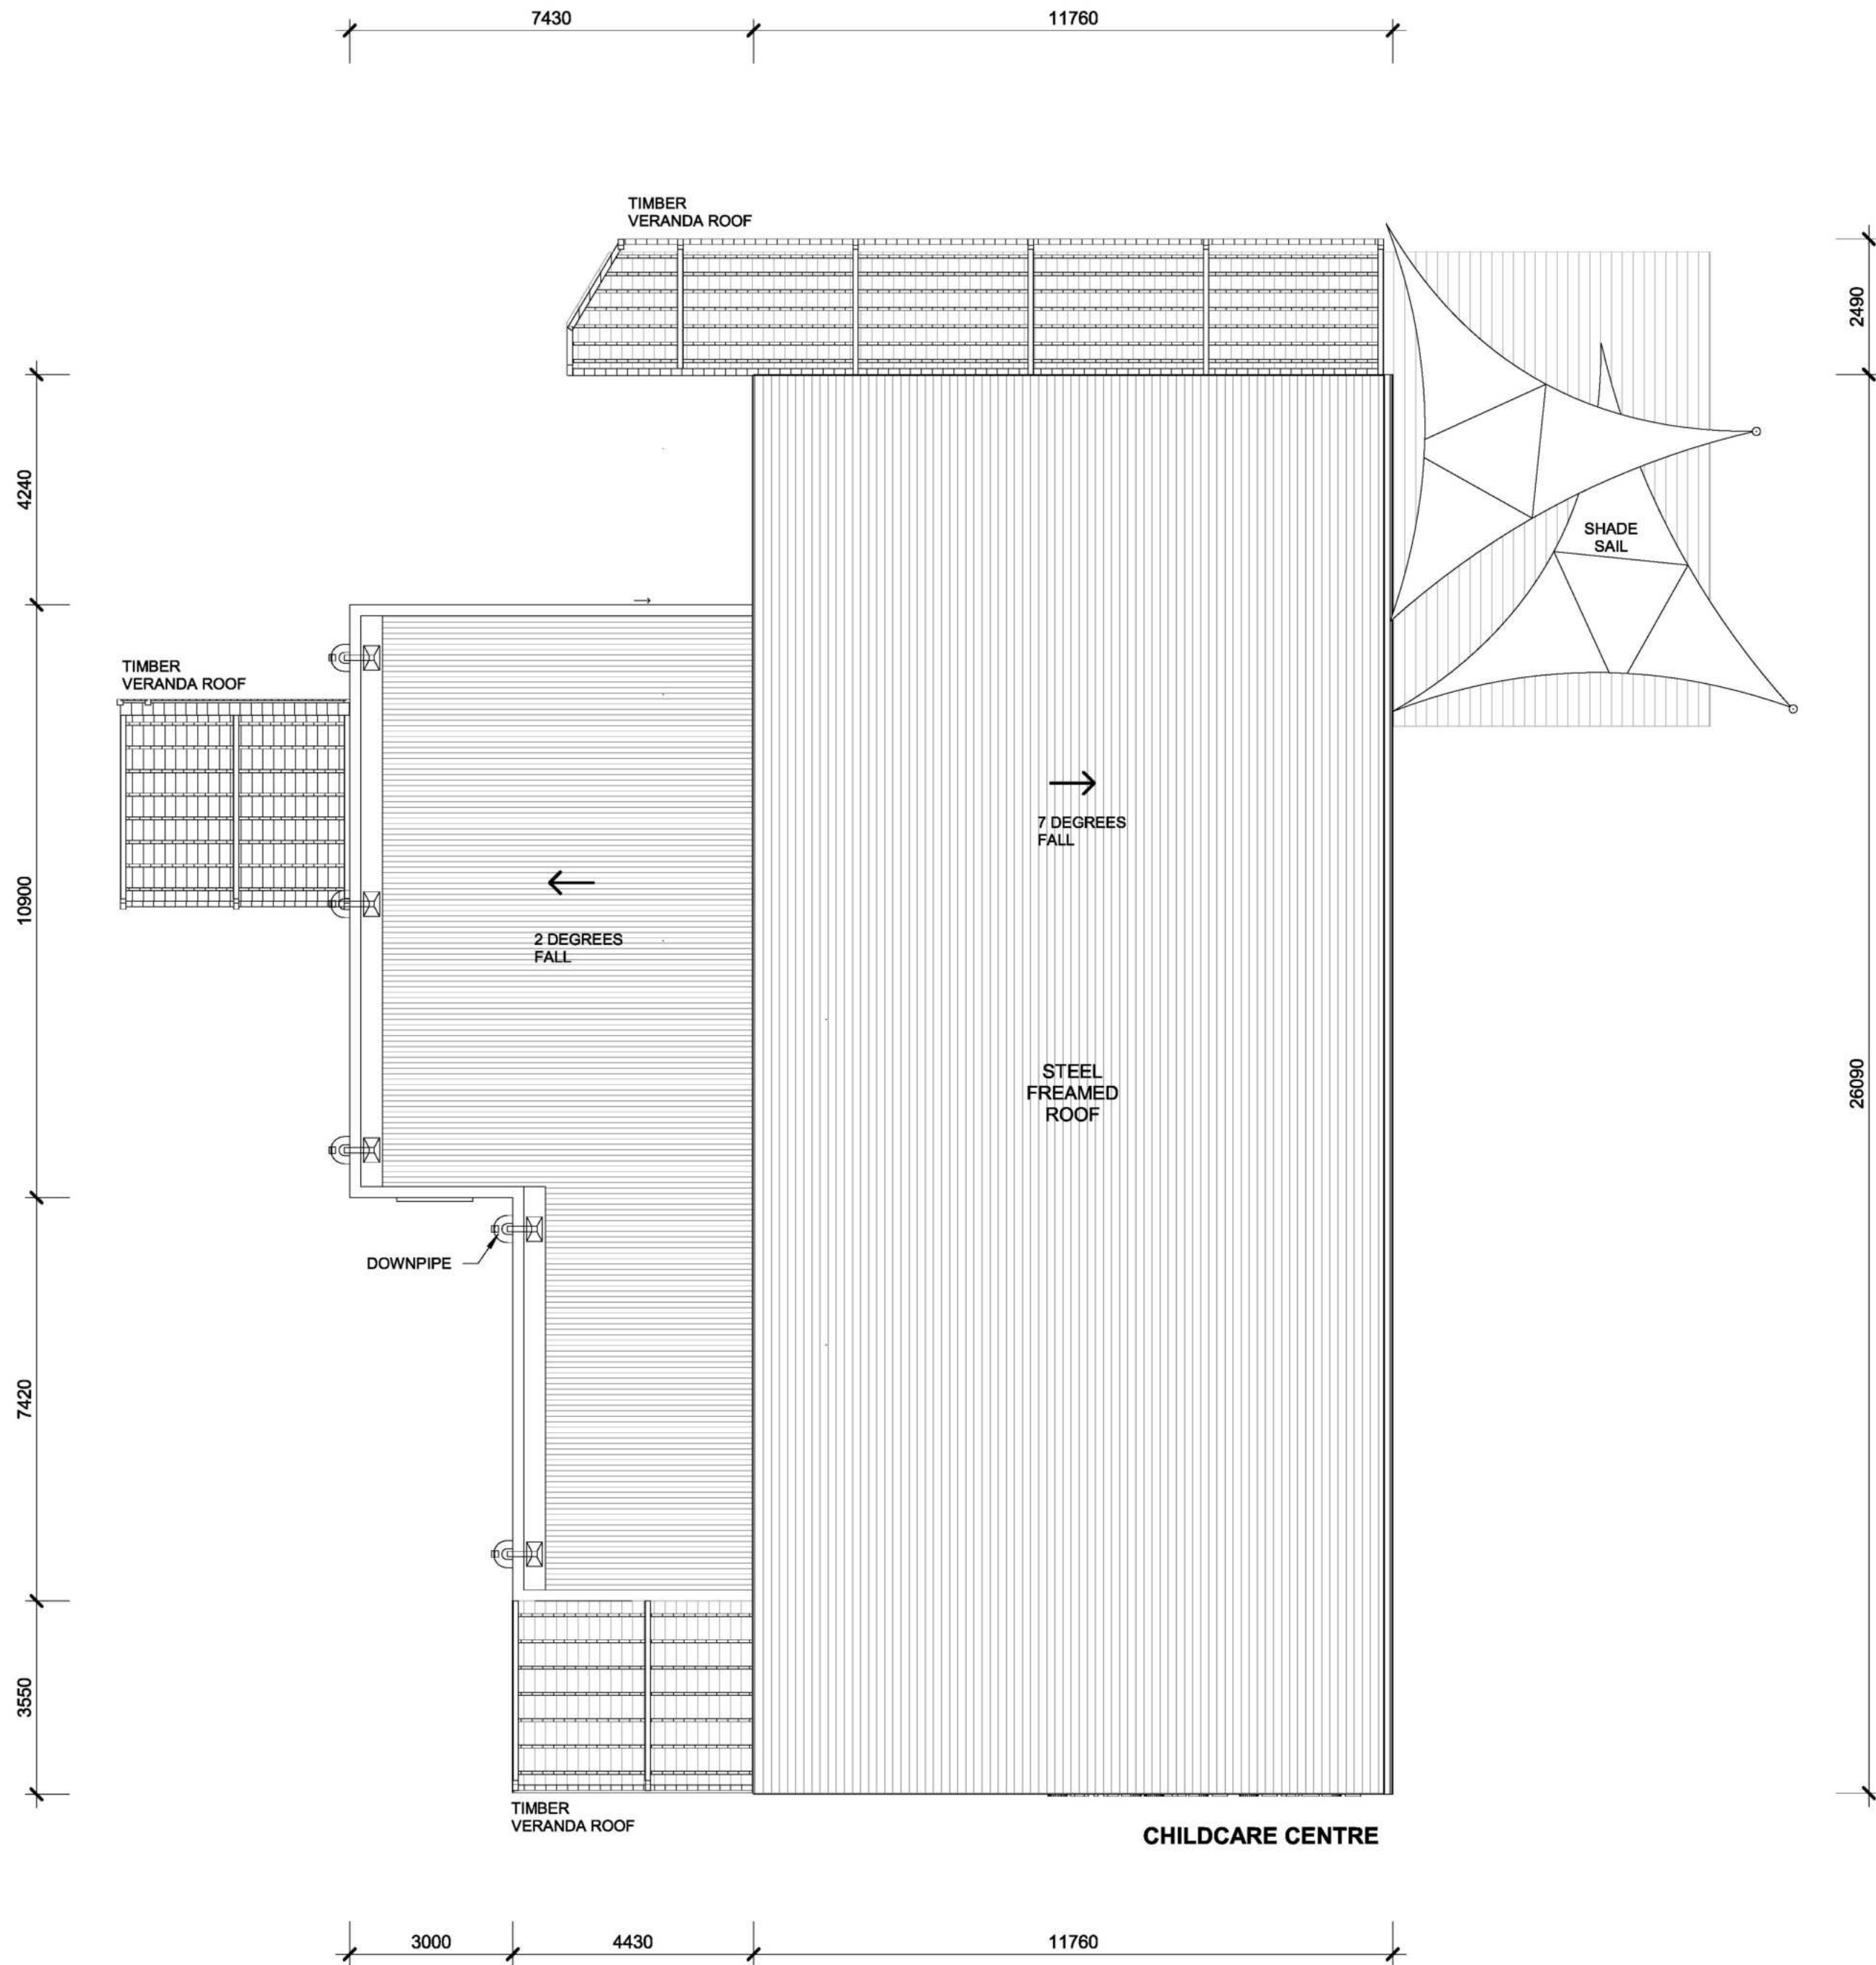 7430
11760
TIMBER
VERANDA ROOF
2490
4240
SHADE
SAIL
TIMBER
VERANDA ROOF
7 DEGREES
FALL
10900
2 DEGREES
FALL
STEEL
FREAMED
ROOF
26090
DOWNPIPE
7420
3550
TIMBER
VERANDA ROOF
CHILDCARE CENTRE
3000
4430
11760